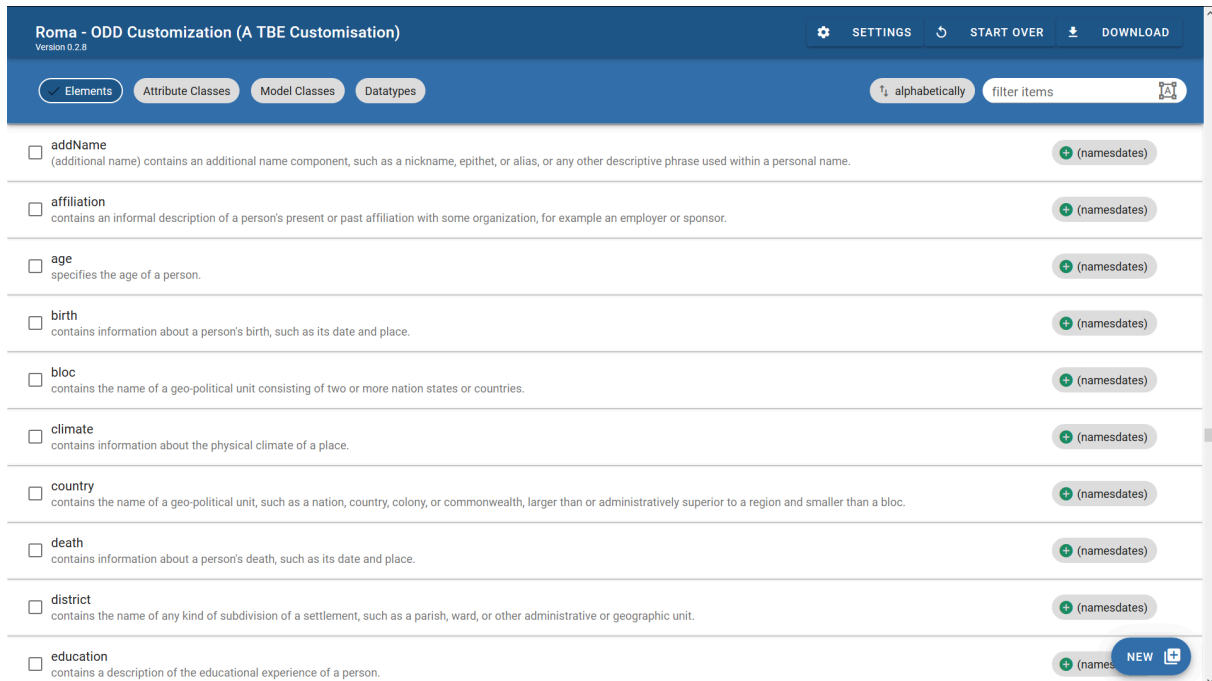 Roma - ODD Customization (A TBE Customisation)
Version 0.2.8
SETTINGS
START OVER
DOWNLOAD
Elements
Attribute Classes
Model Classes
Datatypes
alphabetically
filter items
A
addName
(additional name) contains an additional name component, such as a nickname, epithet, or alias, or any other descriptive phrase used within a personal name.
(namesdates)
affiliation
contains an informal description of a person's present or past affiliation with some organization, for example an employer or sponsor.
(namesdates)
age
specifies the age of a person.
(namesdates)
birth
contains information about a person's birth, such as its date and place.
(namesdates)
bloc
contains the name of a geo-political unit consisting of two or more nation states or countries.
(namesdates)
climate
contains information about the physical climate of a place.
(namesdates)
country
contains the name of a geo-political unit, such as a nation, country, colony, or commonwealth, larger than or administratively superior to a region and smaller than a bloc.
(namesdates)
death
contains information about a person's death, such as its date and place.
(namesdates)
district
contains the name of any kind of subdivision of a settlement, such as a parish, ward, or other administrative or geographic unit.
(namesdates)
education
contains a description of the educational experience of a person.
(names
NEW